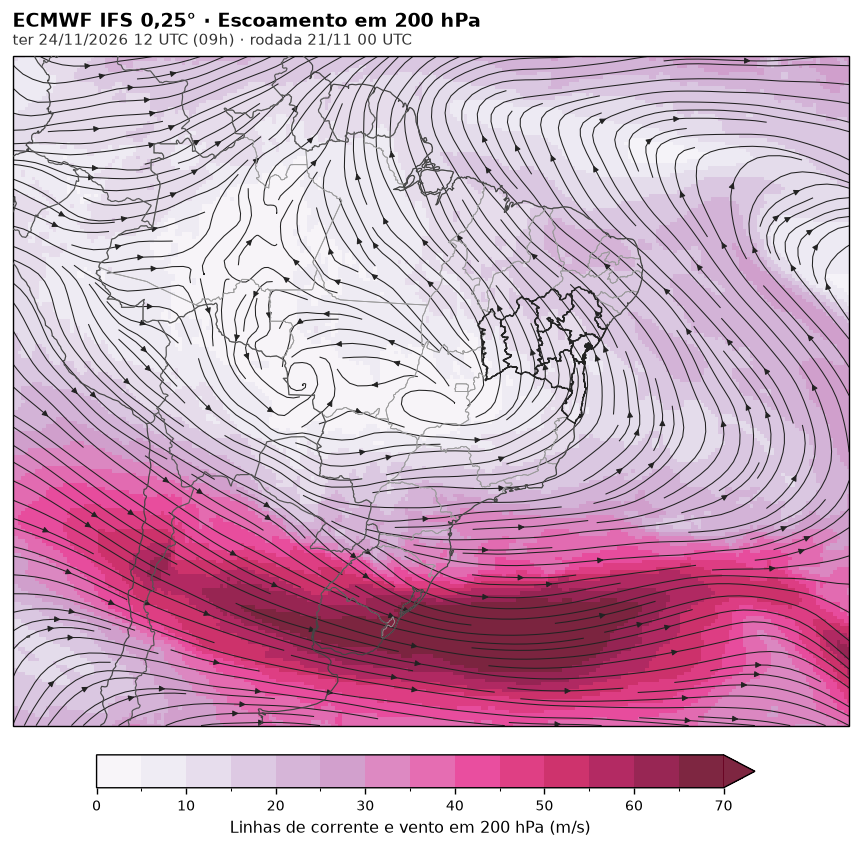 ECMWF IFS 0,25° · Escoamento em 200 hPa
ter 24/11/2026 12 UTC (09h) · rodada 21/11 00 UTC
0 10 20 30 40 50 60 70
Linhas de corrente e vento em 200 hPa (m/s)